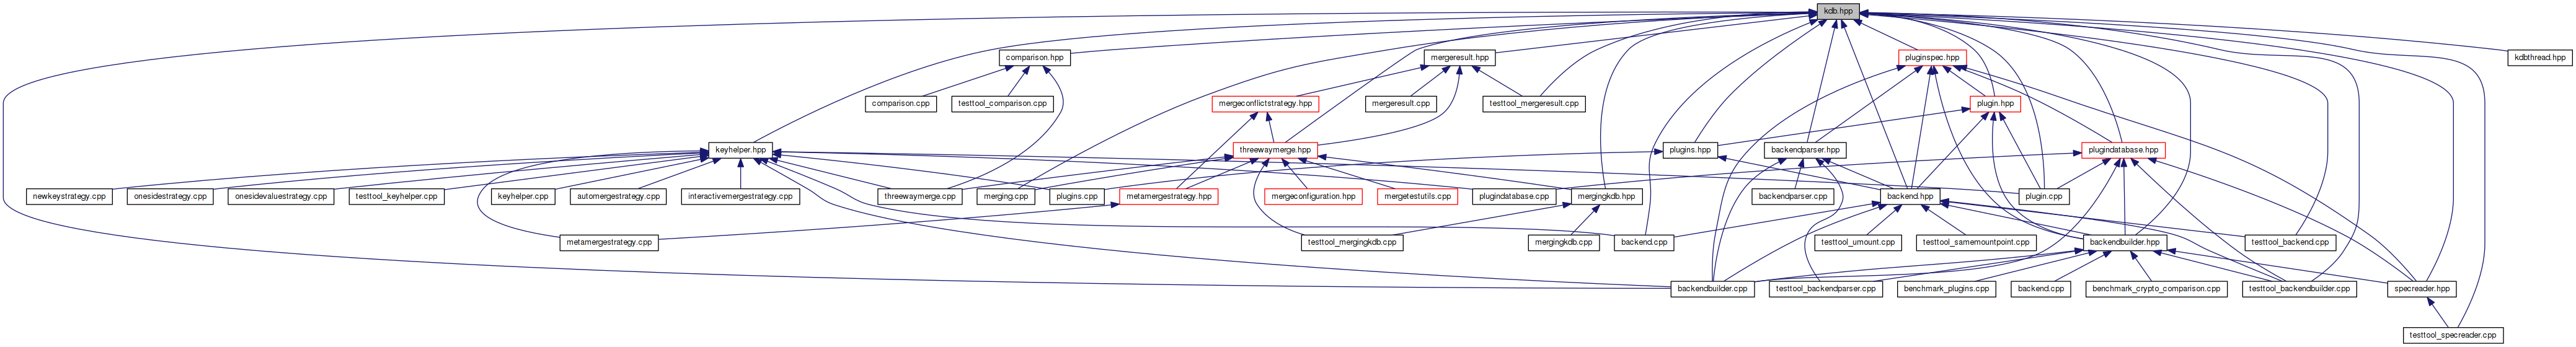 kdb.hpp
comparison.hpp
mergeresult.hpp
pluginspec.hpp
kdbthread.hpp
comparison.cpp
testtool_comparison.cpp
mergeconflictstrategy.hpp
mergeresult.cpp
testtool_mergeresult.cpp
plugin.hpp
keyhelper.hpp
threewaymerge.hpp
plugins.hpp
backendparser.hpp
plugindatabase.hpp
newkeystrategy.cpp
onesidestrategy.cpp
onesidevaluestrategy.cpp
testtool_keyhelper.cpp
keyhelper.cpp
automergestrategy.cpp
interactivemergestrategy.cpp
threewaymerge.cpp
merging.cpp
plugins.cpp
metamergestrategy.hpp
mergeconfiguration.hpp
mergetestutils.cpp
plugindatabase.cpp
mergingkdb.hpp
backendparser.cpp
backend.hpp
plugin.cpp
metamergestrategy.cpp
testtool_mergingkdb.cpp
mergingkdb.cpp
backend.cpp
testtool_umount.cpp
testtool_samemountpoint.cpp
backendbuilder.hpp
testtool_backend.cpp
backendbuilder.cpp
testtool_backendparser.cpp
benchmark_plugins.cpp
backend.cpp
benchmark_crypto_comparison.cpp
testtool_backendbuilder.cpp
specreader.hpp
testtool_specreader.cpp